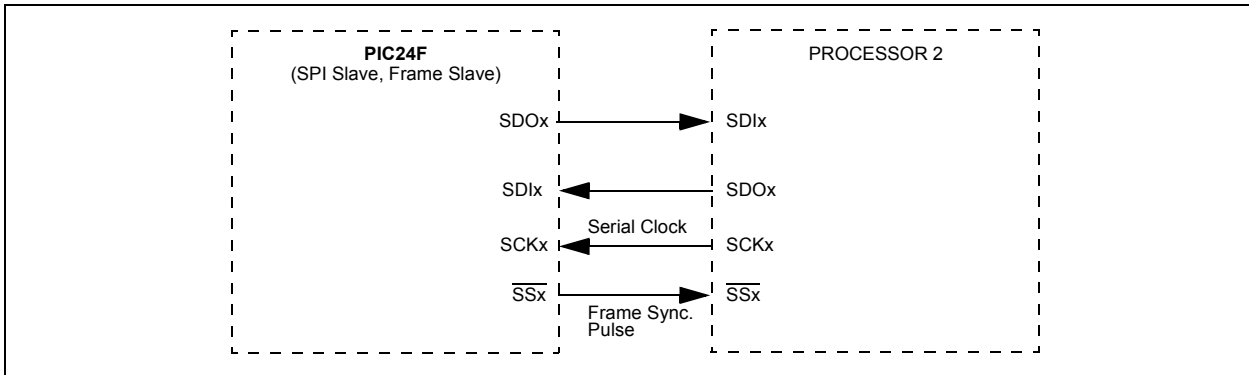 PIC24F
(SPI Slave, Frame Slave)
PROCESSOR 2
SDOx
SDIx
SDIx
SDOx
Serial Clock
SCKx
SCKx
SSx
SSx
Frame Sync.
Pulse